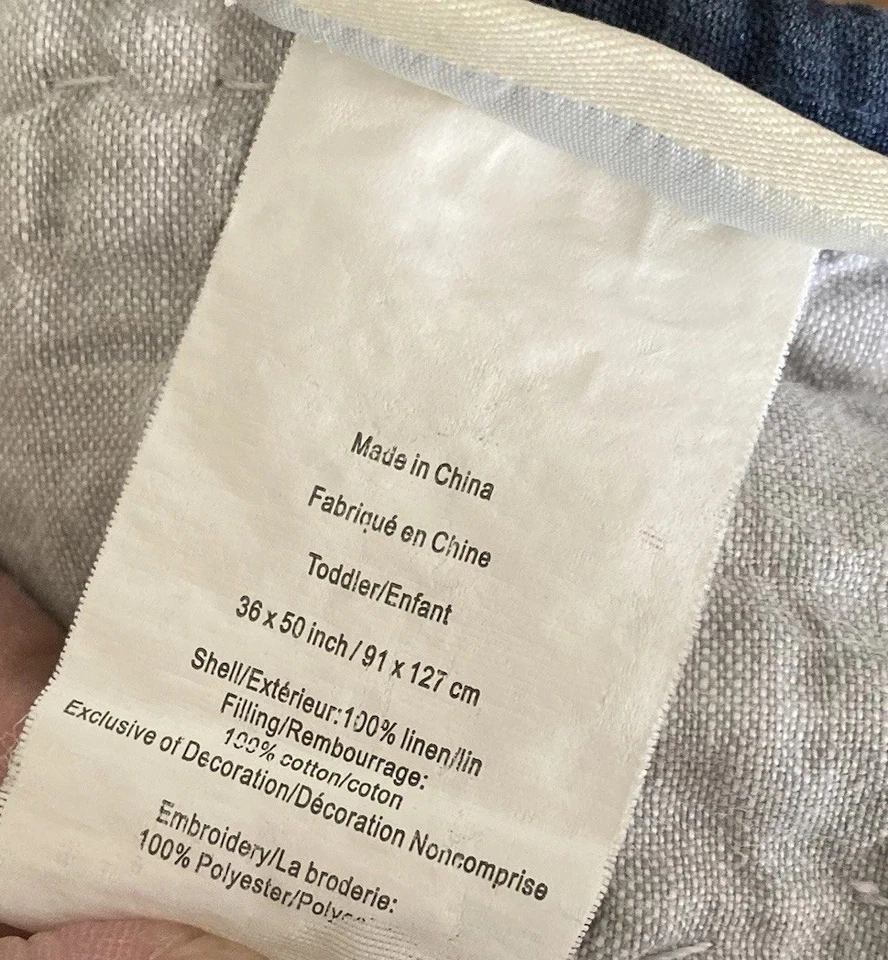 Made in China
Fabriqué en Chine
Toddler/Enfant
36 x 50 inch / 91 x 127 cm
Shell/Extérieur:100% linen/lin
Filling/Rembourrage:
100% cotton/coton
Exclusive of Decoration/Décoration Noncomprise
Embroidery/La broderie:
100% Polyester/